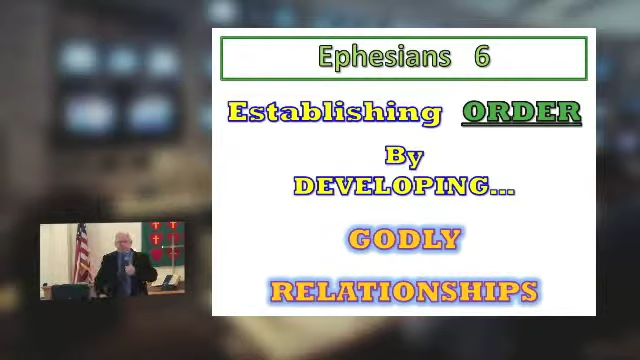 Ephesians 6
Establishing ORDER
By
DEVELOPING...
GODLY
RELATIONSHIPS